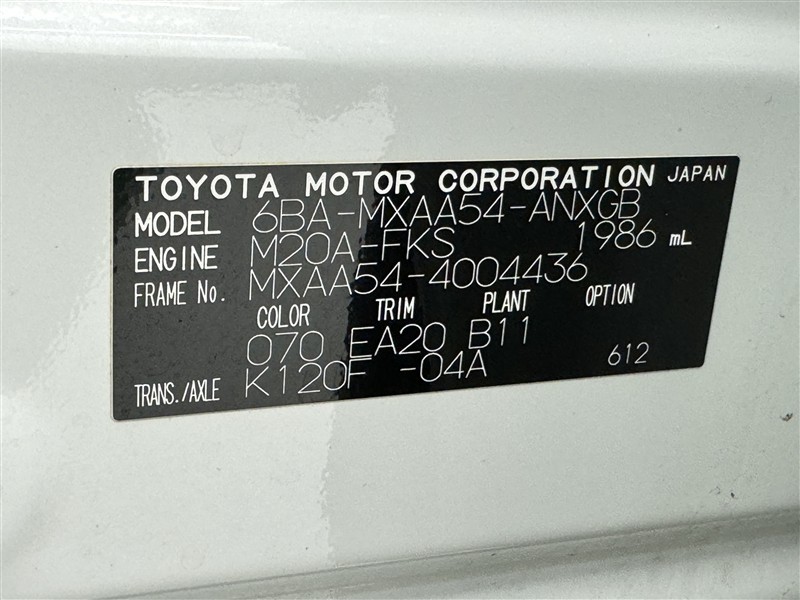 TOYOTA MOTOR CORPORATION JAPAN
MODEL 6BA-MXAA54-ANXGB
ENGINE M20A-FKS 1986 mL
FRAME No. MXAA54-4004436
COLOR TRIM PLANT OPTION
070 EA20 B11
TRANS./AXLE K120F -04A 612